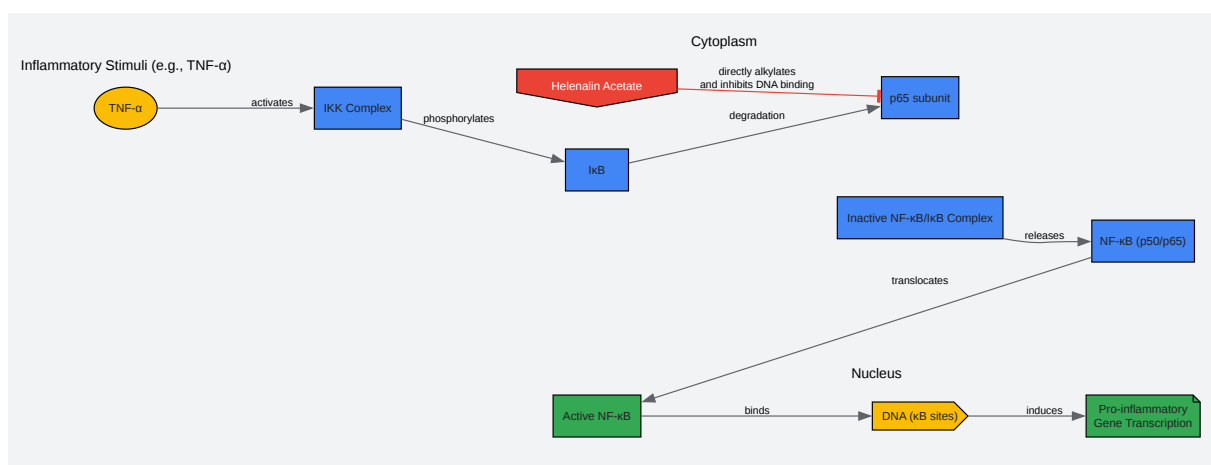 Cytoplasm
Inflammatory Stimuli (e.g., TNF-α)
TNF-α
activates
IKK Complex
phosphorylates
Helenalin Acetate
directly alkylates
and inhibits DNA binding
p65 subunit
degradation
IκB
Inactive NF-κB/IκB Complex
releases
NF-κB (p50/p65)
translocates
Nucleus
Active NF-κB
binds
DNA (κB sites)
induces
Pro-inflammatory
Gene Transcription